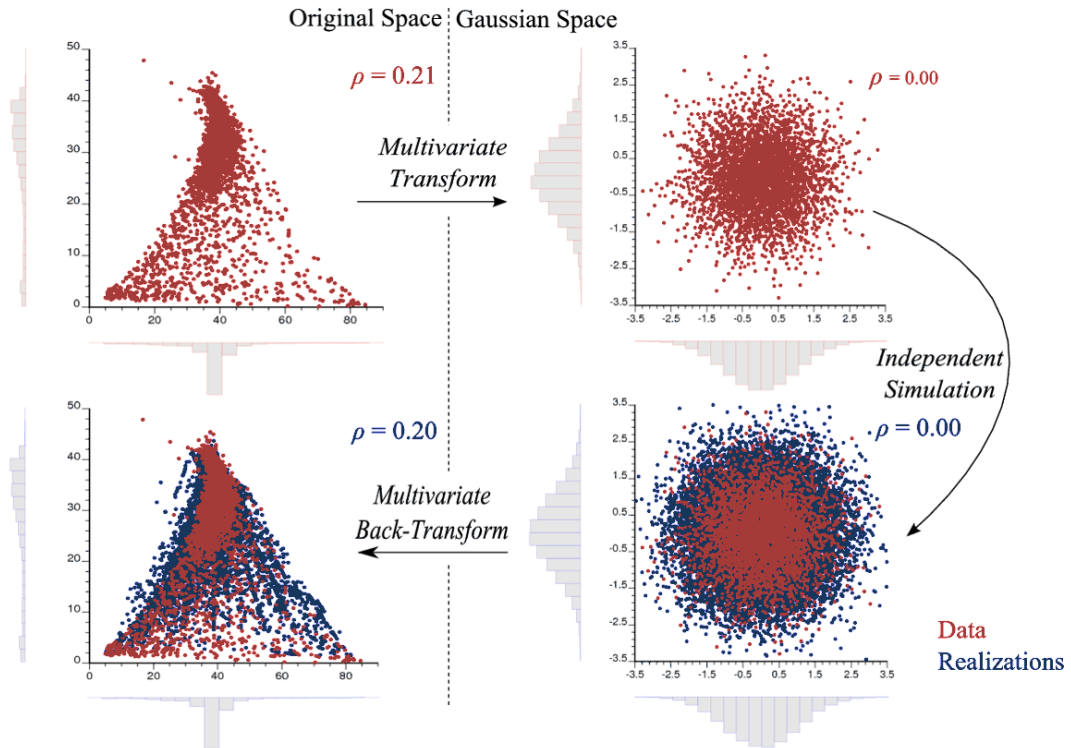 Original Space Gaussian Space
50
40
30
20
10
0
0 20 40 60 80
ρ = 0.21
Multivariate
Transform
3.5
2.5
1.5
0.5
-0.5
-1.5
-2.5
-3.5
-3.5 -2.5 -1.5 -0.5 0.5 1.5 2.5 3.5
ρ = 0.00
Independent
Simulation
50
40
30
20
10
0
0 20 40 60 80
ρ = 0.20
Multivariate
Back-Transform
3.5
2.5
1.5
0.5
-0.5
-1.5
-2.5
-3.5
-3.5 -2.5 -1.5 -0.5 0.5 1.5 2.5 3.5
ρ = 0.00
Data
Realizations